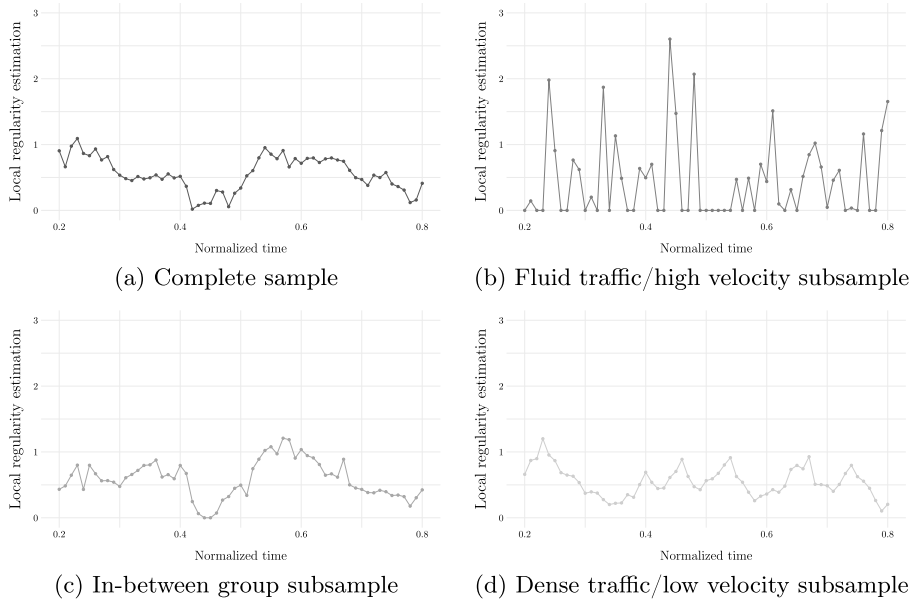 3
2
1
0
0.2
0.4
0.6
0.8
Local regularity estimation
Normalized time
(a) Complete sample
3
2
1
0
0.2
0.4
0.6
0.8
Local regularity estimation
Normalized time
(b) Fluid traffic/high velocity subsample
3
2
1
0
0.2
0.4
0.6
0.8
Local regularity estimation
Normalized time
(c) In-between group subsample
3
2
1
0
0.2
0.4
0.6
0.8
Local regularity estimation
Normalized time
(d) Dense traffic/low velocity subsample